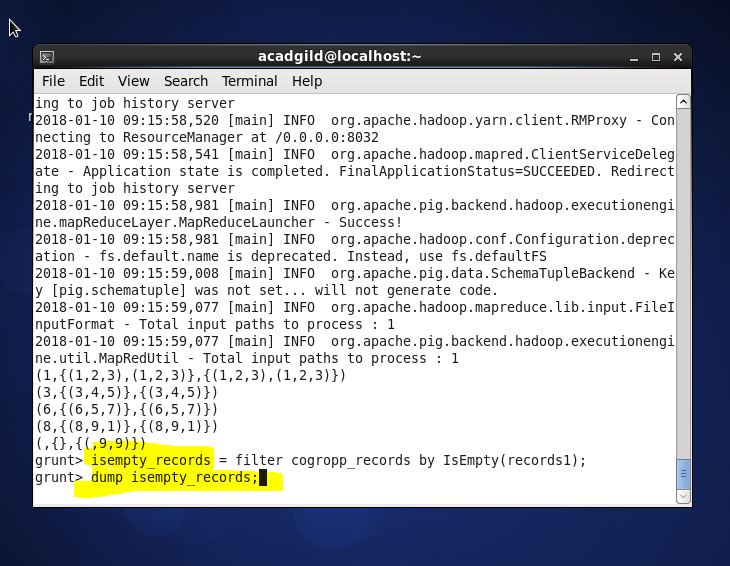 acadgild@localhost:~
File Edit View Search Terminal Help
ing to job history server
2018-01-10 09:15:58,520 [main] INFO  org.apache.hadoop.yarn.client.RMProxy - Con
necting to ResourceManager at /0.0.0.0:8032
2018-01-10 09:15:58,541 [main] INFO  org.apache.hadoop.mapred.ClientServiceDeleg
ate - Application state is completed. FinalApplicationStatus=SUCCEEDED. Redirect
ing to job history server
2018-01-10 09:15:58,981 [main] INFO  org.apache.pig.backend.hadoop.executionengi
ne.mapReduceLayer.MapReduceLauncher - Success!
2018-01-10 09:15:58,981 [main] INFO  org.apache.hadoop.conf.Configuration.deprec
ation - fs.default.name is deprecated. Instead, use fs.defaultFS
2018-01-10 09:15:59,008 [main] INFO  org.apache.pig.data.SchemaTupleBackend - Ke
y [pig.schematuple] was not set... will not generate code.
2018-01-10 09:15:59,077 [main] INFO  org.apache.hadoop.mapreduce.lib.input.FileI
nputFormat - Total input paths to process : 1
2018-01-10 09:15:59,077 [main] INFO  org.apache.pig.backend.hadoop.executionengi
ne.util.MapRedUtil - Total input paths to process : 1
(1,{(1,2,3),(1,2,3)},{(1,2,3),(1,2,3)})
(3,{(3,4,5)},{(3,4,5)})
(6,{(6,5,7)},{(6,5,7)})
(8,{(8,9,1)},{(8,9,1)})
(,{},{(,9,9)})
grunt> isempty_records = filter cogropp_records by IsEmpty(records1);
grunt> dump isempty_records;